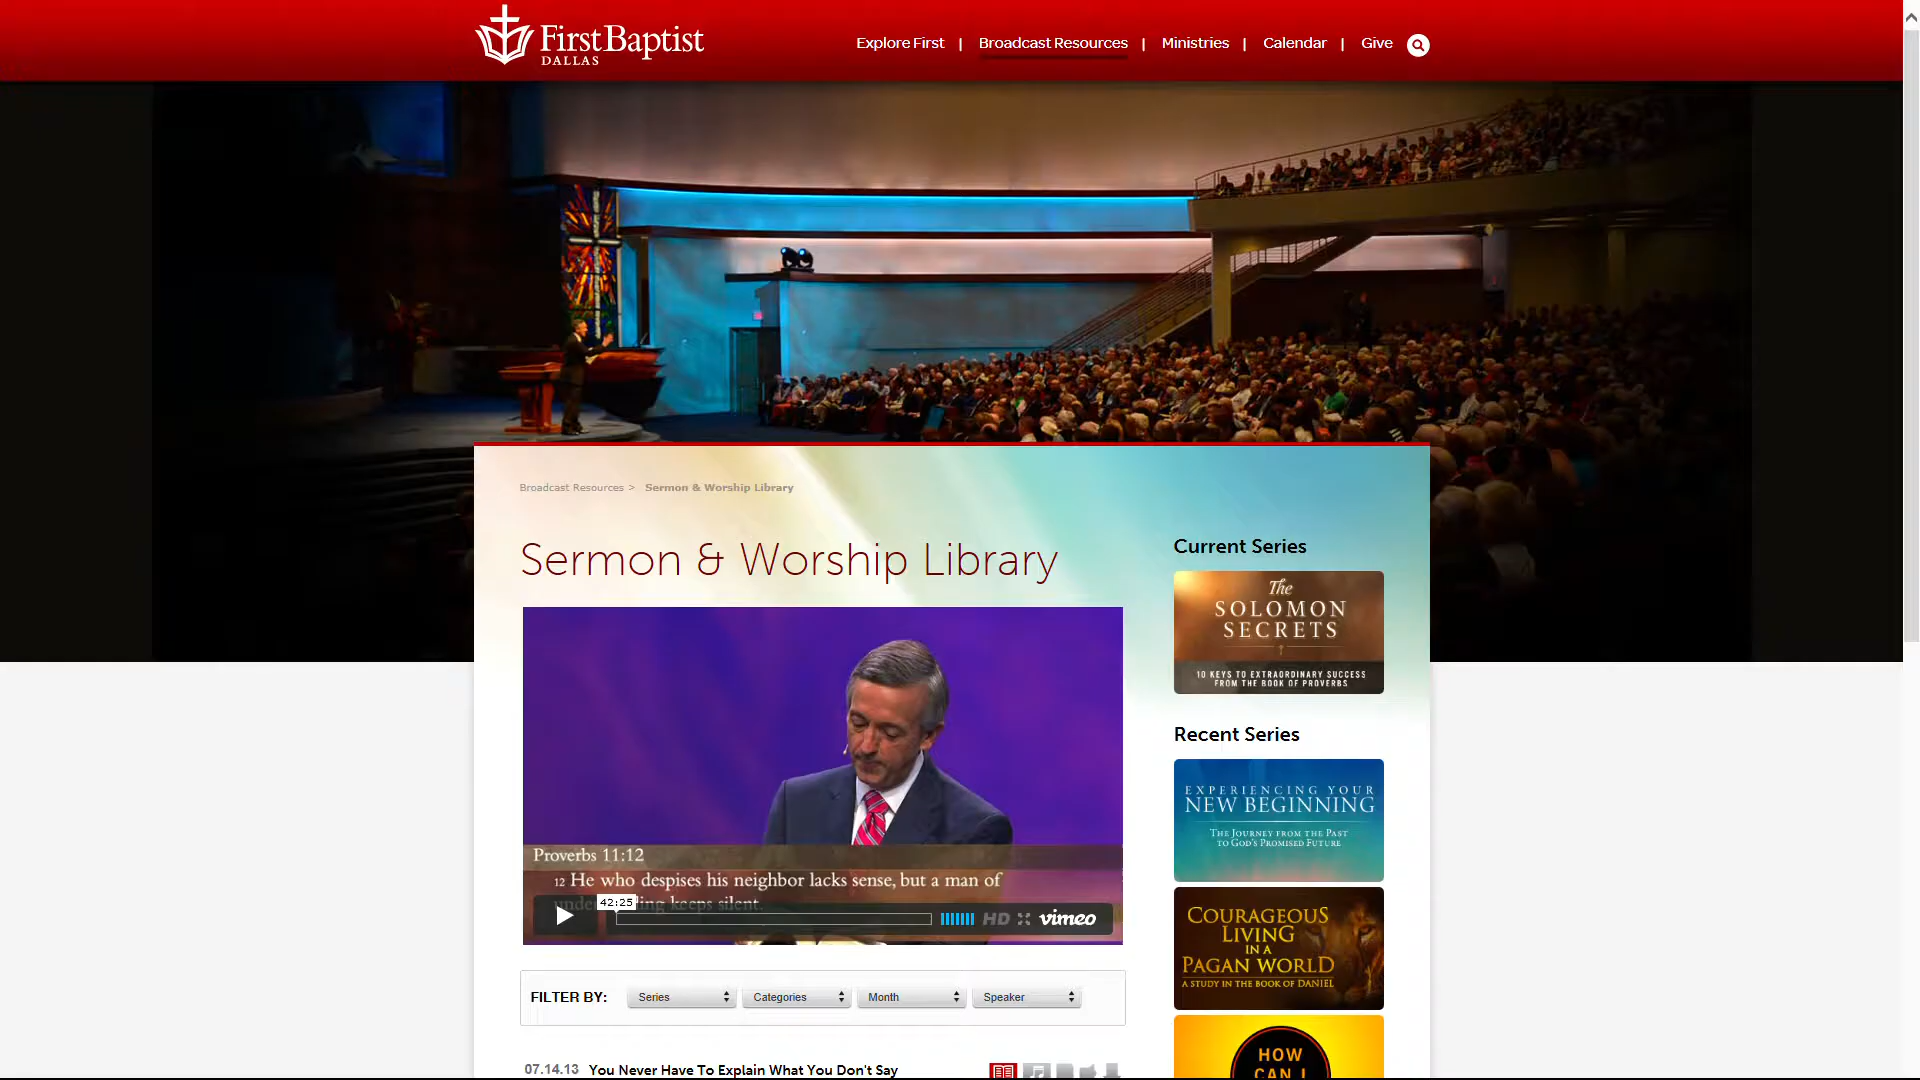 FirstBaptist
DALLAS
Explore First | Broadcast Resources | Ministries | Calendar | Give
Broadcast Resources > Sermon & Worship Library
Sermon & Worship Library
Proverbs 11:12
12 He who despises his neighbor lacks sense, but a man of
keeps silent.
42:25
HD
vimeo
FILTER BY: Series Categories Month Speaker
07.14.13 You Never Have To Explain What You Don't Say
Current Series
The
SOLOMON
SECRETS
10 KEYS TO EXTRAORDINARY SUCCESS
FROM THE BOOK OF PROVERBS
Recent Series
EXPERIENCING YOUR
NEW BEGINNING
THE JOURNEY FROM THE PAST
TO GOD'S PROMISED FUTURE
COURAGEOUS
LIVING
IN A
PAGAN WORLD
A STUDY IN THE BOOK OF DANIEL
HOW
CAN I